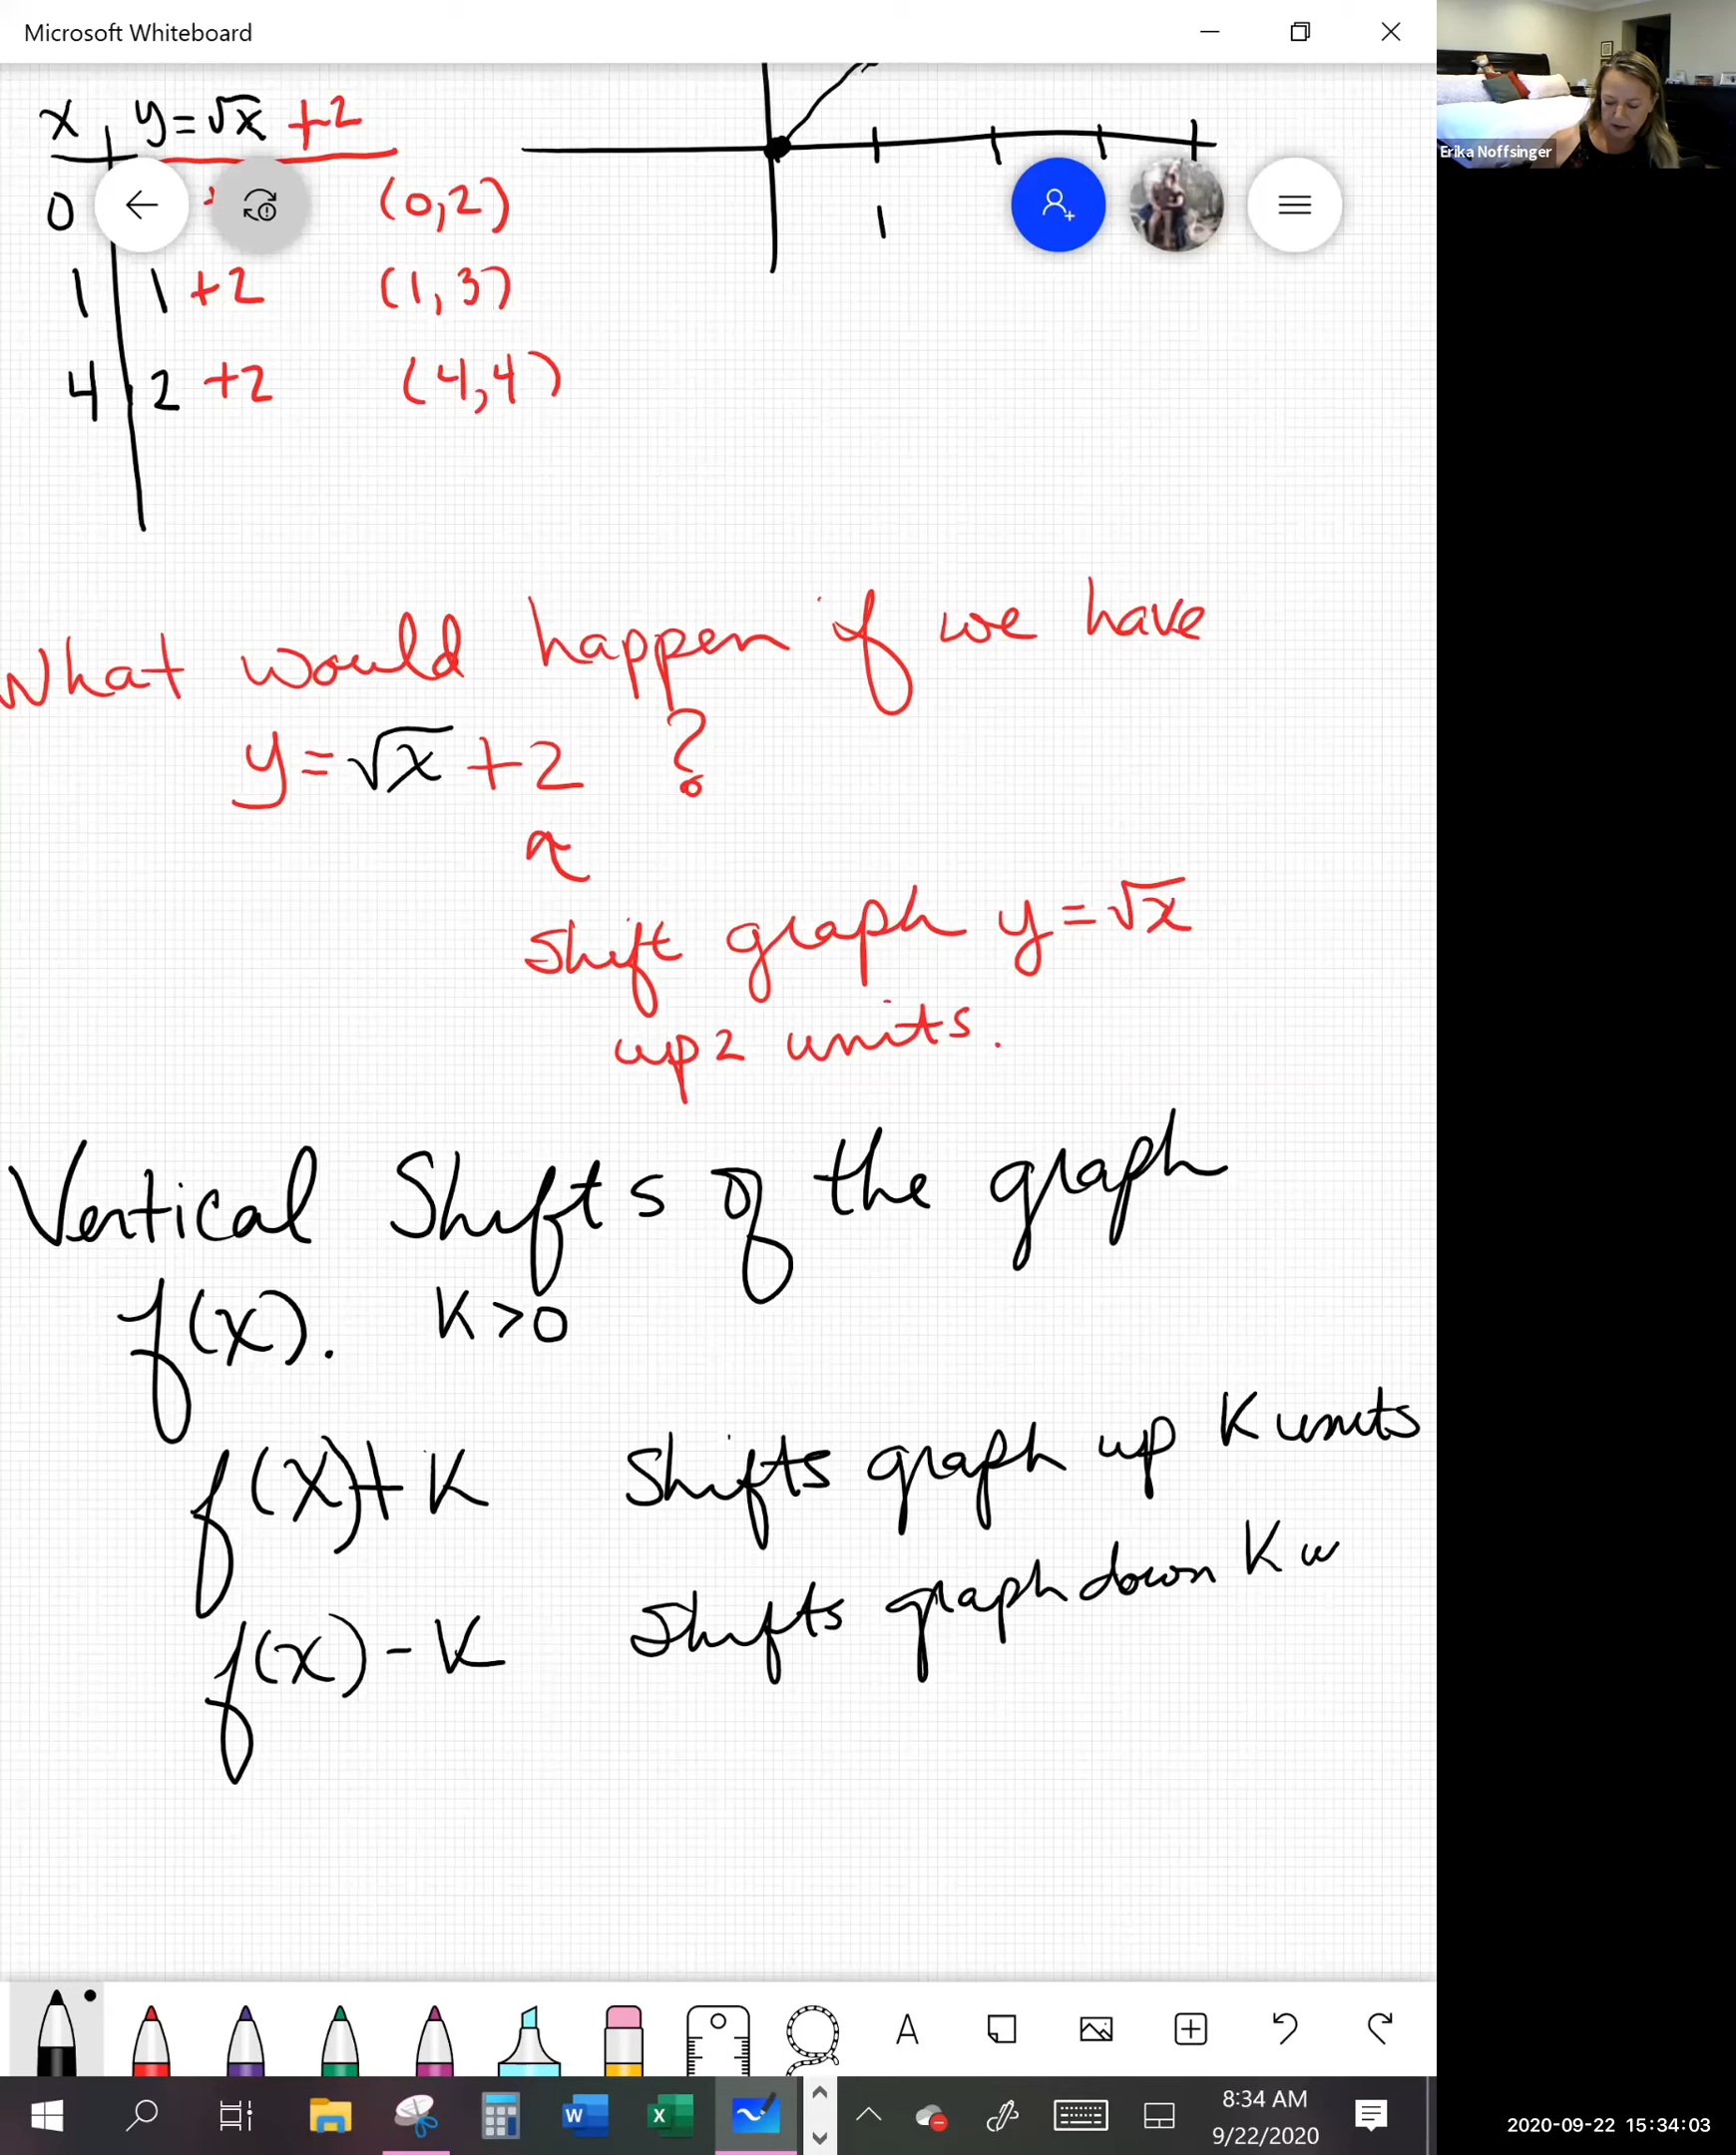 Microsoft Whiteboard
Erika Noffsinger
x y = √x +2
0 (0,2)
1
1 1 +2 (1,3)
4 2 +2 (4,4)
What would happen if we have
y = √x +2 ?
shift graph y = √x
up 2 units.
Vertical Shifts of the graph
f(x). K > 0
f(x) + K Shifts graph up K units
f(x) - K Shifts graph down K u
A
W X
8:34 AM
9/22/2020
2020-09-22 15:34:03